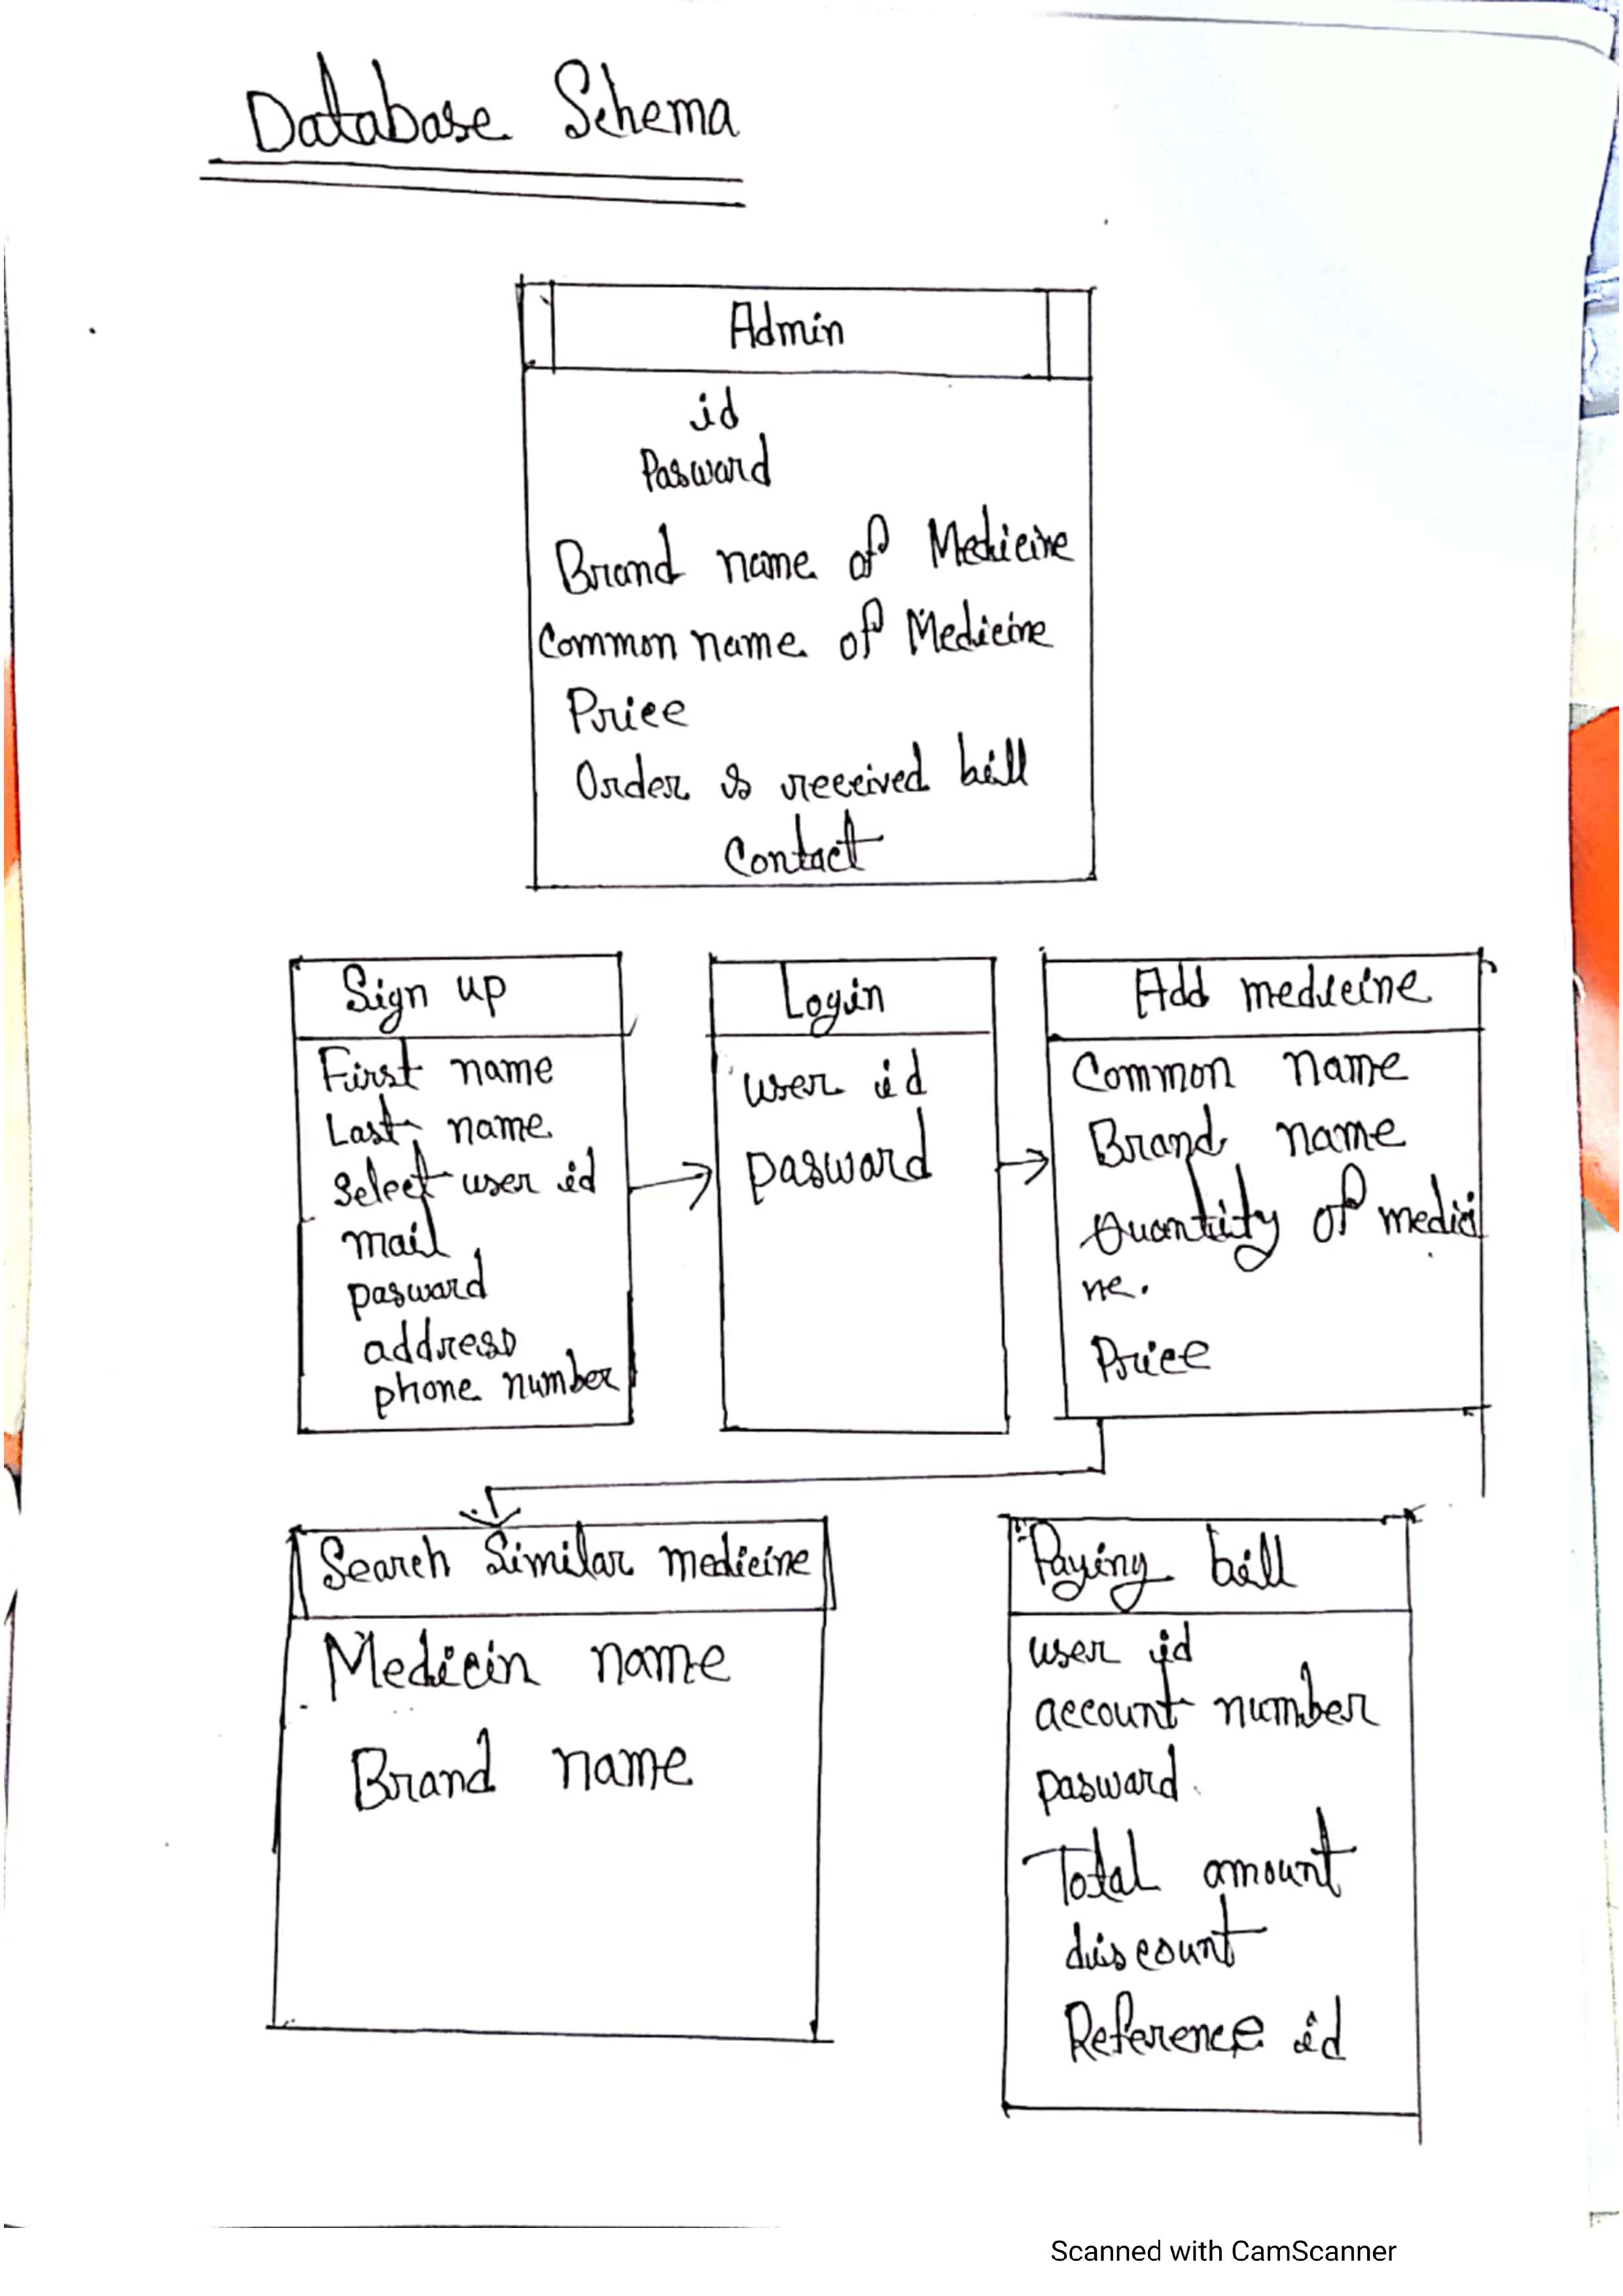 Database Schema
Admin
id
Pasward
Brand name of Medicine
Common name of Medicine
Price
Order is received bill
Contact
Sign up
First name
Last name
Select user id
mail
pasward
address
phone number
Login
user id
pasward
Add medicine
Common name
Brand name
Quantity of medici
ne.
Price
Search Similar medicine
Medicin name
Brand name
Paying bill
user id
account number
pasward
Total amount
discount
Reference id
Scanned with CamScanner